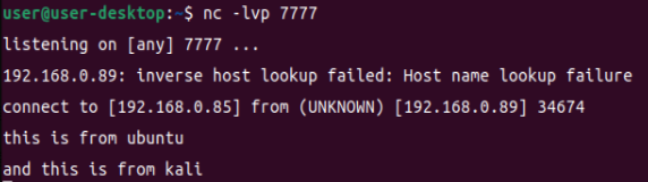 user@user-desktop:~$ nc -lvp 7777
listening on [any] 7777 ...
192.168.0.89: inverse host lookup failed: Host name lookup failure
connect to [192.168.0.85] from (UNKNOWN) [192.168.0.89] 34674
this is from ubuntu
and this is from kali